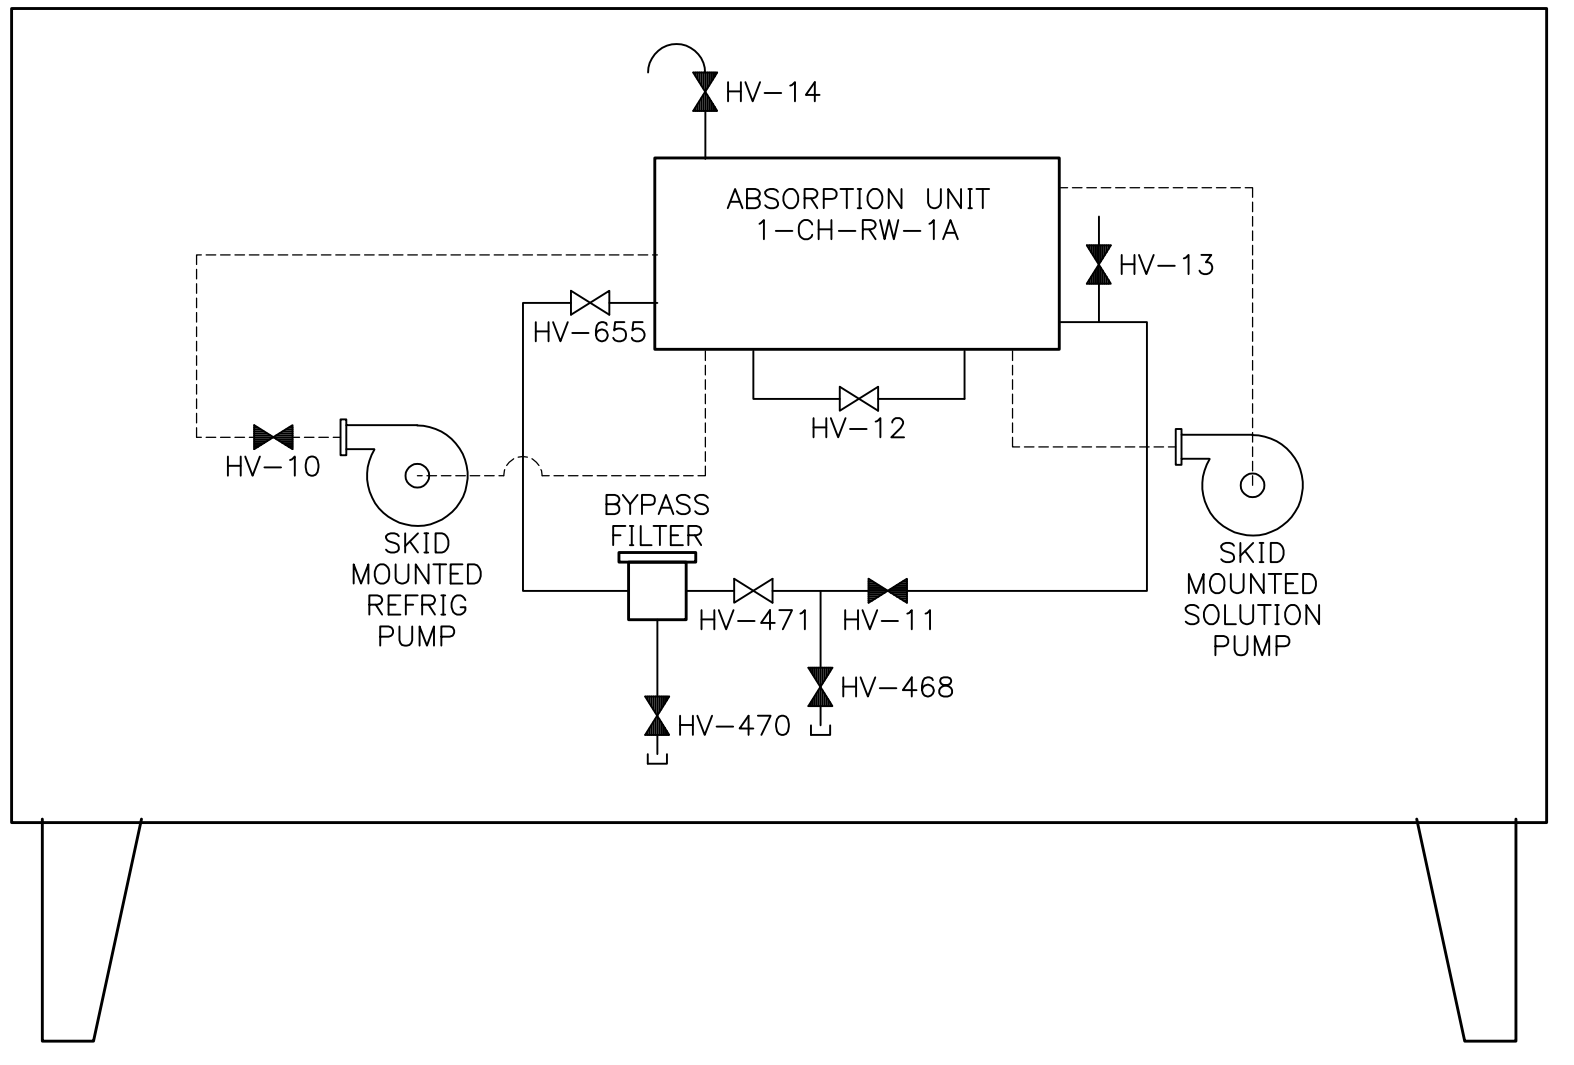 HV-14
ABSORPTION UNIT
1-CH-RW-1A
HV-13
HV-655
HV-12
HV-10
BYPASS
FILTER
SKID
MOUNTED
REFRIG
PUMP
SKID
MOUNTED
SOLUTION
PUMP
HV-471
HV-11
HV-468
HV-470